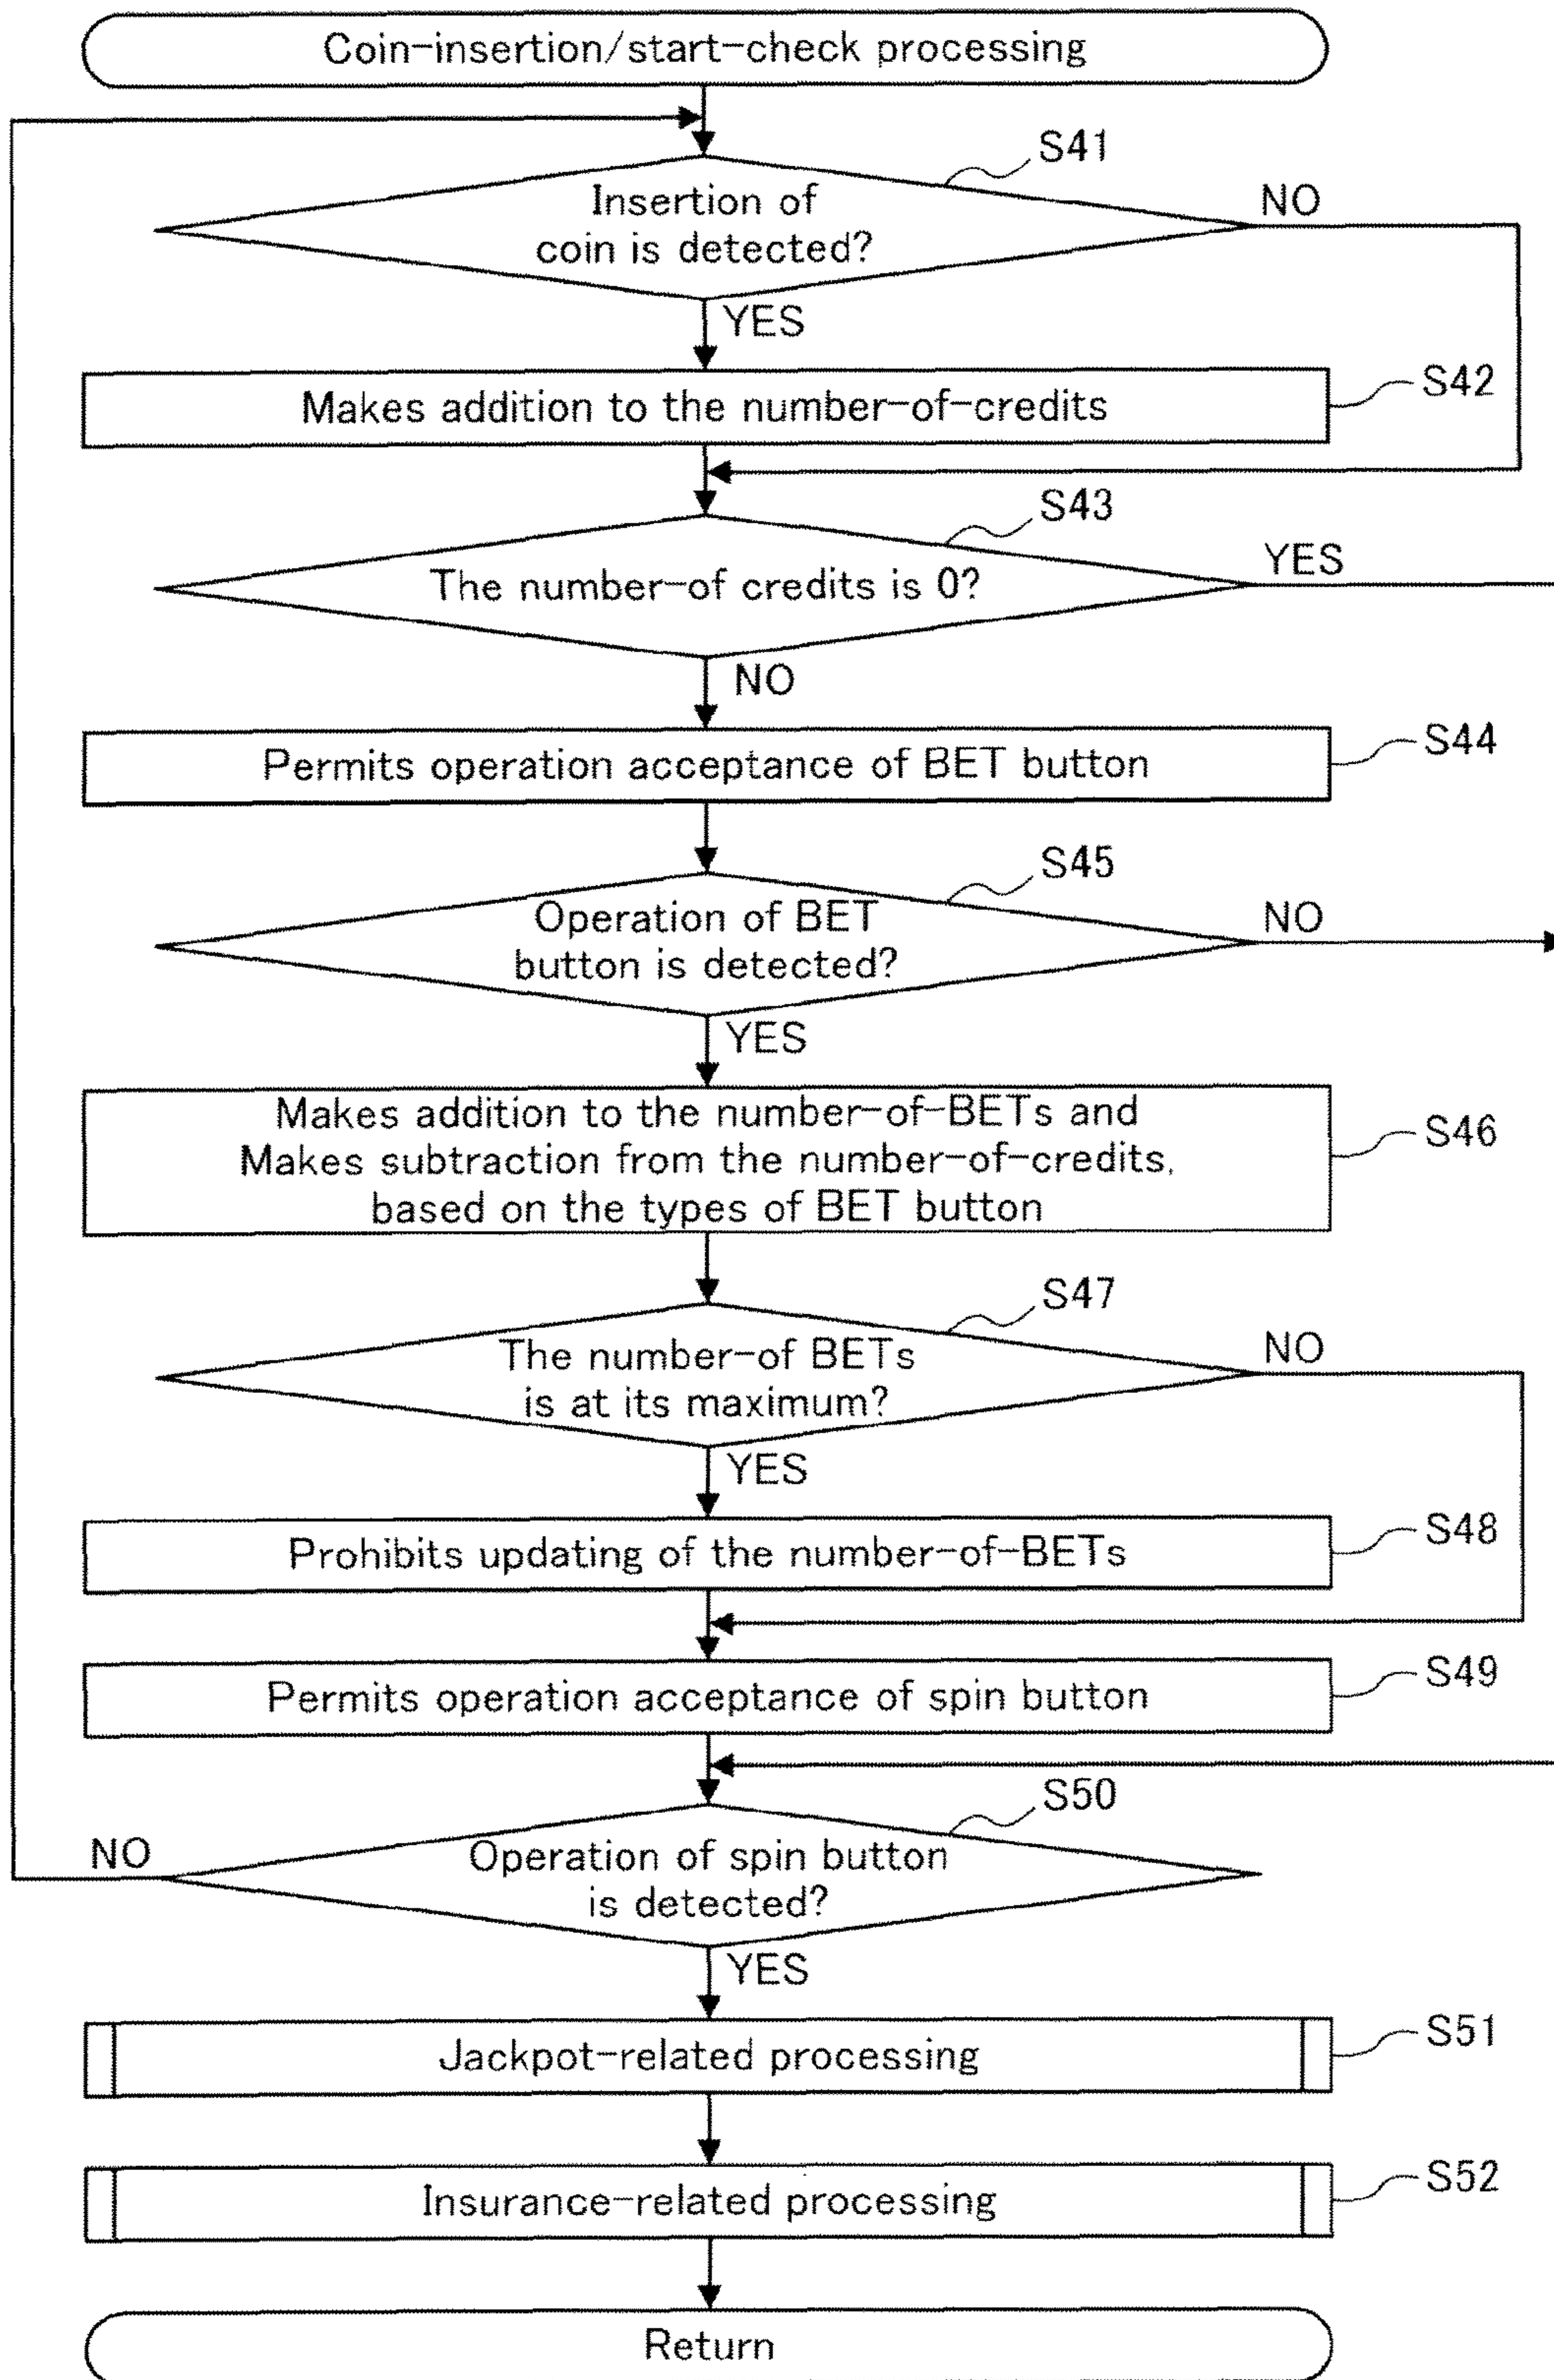 Coin-insertion/start-check processing
S41
Insertion of
coin is detected?
NO
YES
S42
Makes addition to the number-of-credits
S43
The number-of credits is 0?
YES
NO
S44
Permits operation acceptance of BET button
S45
Operation of BET
button is detected?
NO
YES
Makes addition to the number-of-BETs and
Makes subtraction from the number-of-credits,
based on the types of BET button
S46
S47
The number-of BETs
is at its maximum?
NO
YES
S48
Prohibits updating of the number-of-BETs
S49
Permits operation acceptance of spin button
S50
NO
Operation of spin button
is detected?
YES
S51
Jackpot-related processing
S52
Insurance-related processing
Return